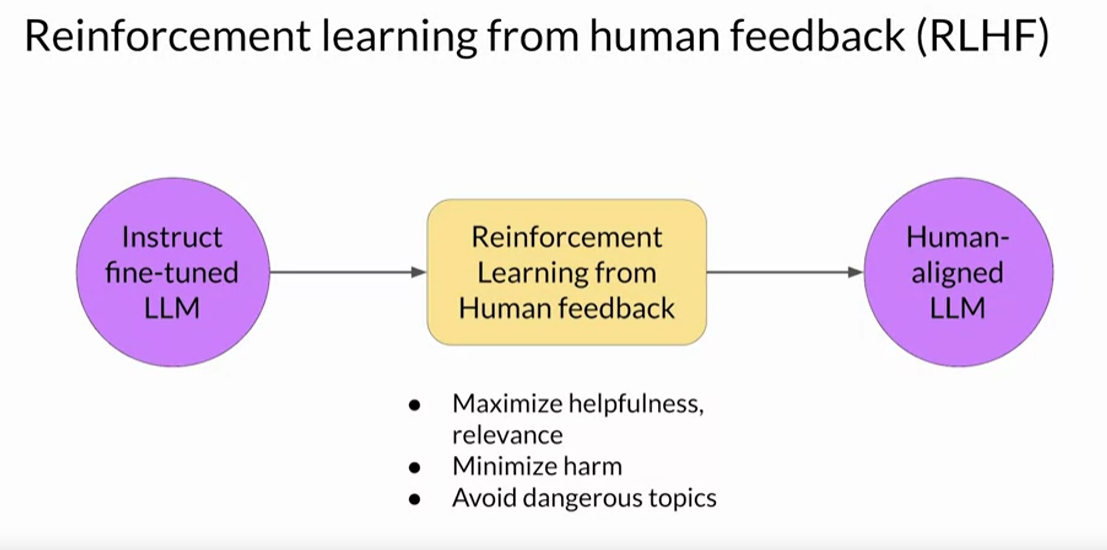 Reinforcement learning from human feedback (RLHF)
Instruct
fine-tuned
LLM
Reinforcement
Learning from
Human feedback
Human-
aligned
LLM
● Maximize helpfulness,
relevance
● Minimize harm
● Avoid dangerous topics